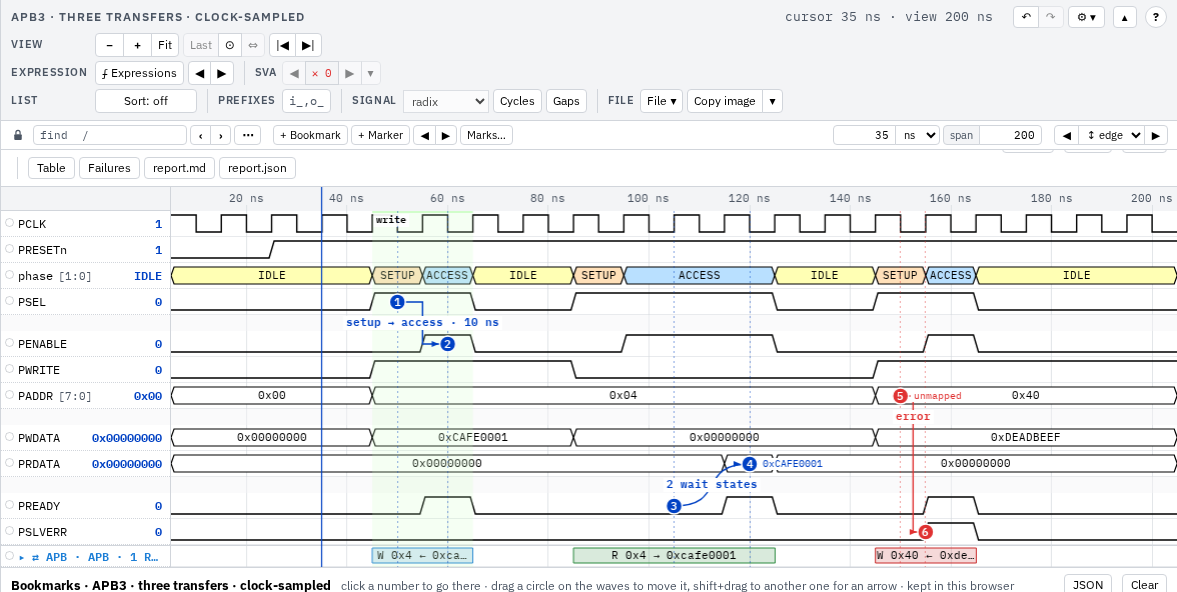 APB3 · THREE TRANSFERS · CLOCK-SAMPLED cursor 35 ns · view 200 ns ↶ ↷ ⚙ ▾ ▲ ?
VIEW − + Fit Last ⊙ ⇔ |◀ ▶|
EXPRESSION ⨍ Expressions ◀ ▶ SVA ◀ × 0 ▶ ▾
LIST Sort: off PREFIXES i_,o_ SIGNAL radix Cycles Gaps FILE File ▾ Copy image ▾
find / ‹ › ⋯ + Bookmark + Marker ◀ ▶ Marks... 35 ns span 200 ◀ ↕ edge ▶
Table Failures report.md report.json
20 ns 40 ns 60 ns 80 ns 100 ns 120 ns 140 ns 160 ns 180 ns 200 ns
PCLK 1 write
PRESETn 1
phase [1:0] IDLE IDLE SETUP ACCESS IDLE SETUP ACCESS IDLE SETUP ACCESS IDLE
PSEL 0 1
setup → access · 10 ns
PENABLE 0 2
PWRITE 0
PADDR [7:0] 0x00 0x00 0x04 5 unmapped 0x40
error
PWDATA 0x00000000 0x00000000 0xCAFE0001 0x00000000 0xDEADBEEF
PRDATA 0x00000000 0x00000000 4 0xCAFE0001 0x00000000
2 wait states
PREADY 0 3
PSLVERR 0 6
▸ ⇄ APB · APB · 1 R… W 0x4 ← 0xca… R 0x4 → 0xcafe0001 W 0x40 ← 0xde…
Bookmarks · APB3 · three transfers · clock-sampled click a number to go there · drag a circle on the waves to move it, shift+drag to another one for an arrow · kept in this browser JSON Clear